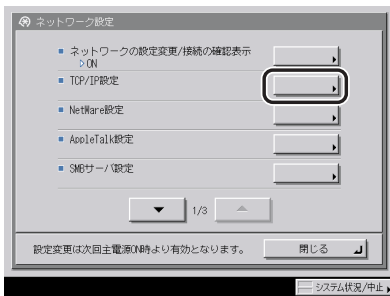 ネットワーク設定
ネットワークの設定変更/接続の確認表示
ON
TCP/IP設定
NetWare設定
AppleTalk設定
SMBサーバ設定
1/3
設定変更は次回主電源ON時より有効となります。
閉じる
システム状況/中止